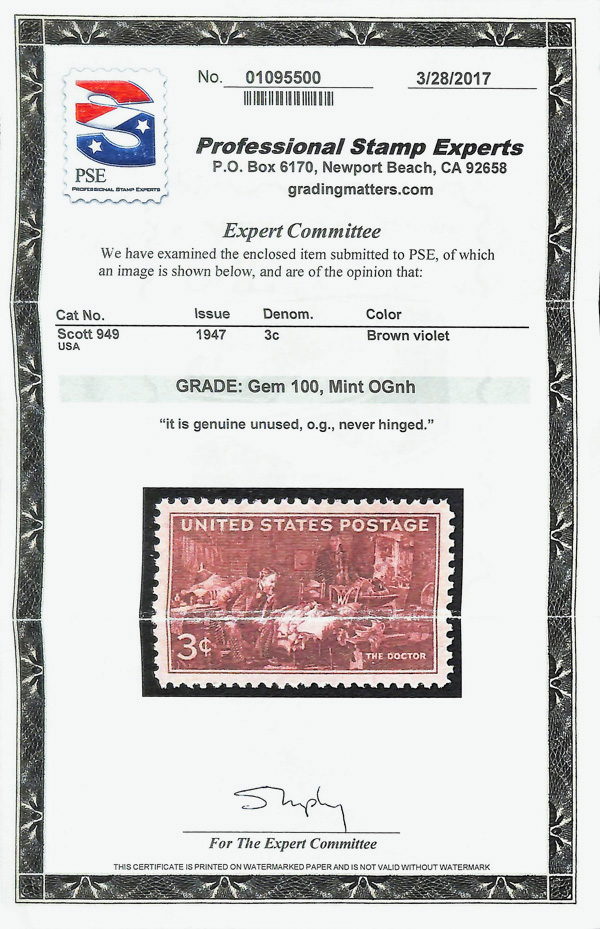 No. 01095500 3/28/2017
PSE
PROFESSIONAL STAMP EXPERTS
Professional Stamp Experts
P.O. Box 6170, Newport Beach, CA 92658
gradingmatters.com
Expert Committee
We have examined the enclosed item submitted to PSE, of which
an image is shown below, and are of the opinion that:
Cat No. Issue Denom. Color
Scott 949 1947 3c Brown violet
USA
GRADE: Gem 100, Mint OGnh
“it is genuine unused, o.g., never hinged.”
UNITED STATES POSTAGE
3¢
THE DOCTOR
For The Expert Committee
THIS CERTIFICATE IS PRINTED ON WATERMARKED PAPER AND IS NOT VALID WITHOUT WATERMARK